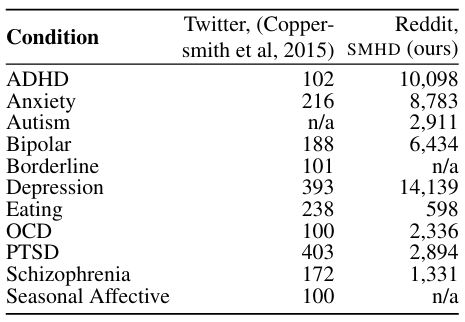 Condition Twitter, (Copper-smith et al, 2015) Reddit, SMHD (ours)
ADHD 102 10,098
Anxiety 216 8,783
Autism n/a 2,911
Bipolar 188 6,434
Borderline 101 n/a
Depression 393 14,139
Eating 238 598
OCD 100 2,336
PTSD 403 2,894
Schizophrenia 172 1,331
Seasonal Affective 100 n/a